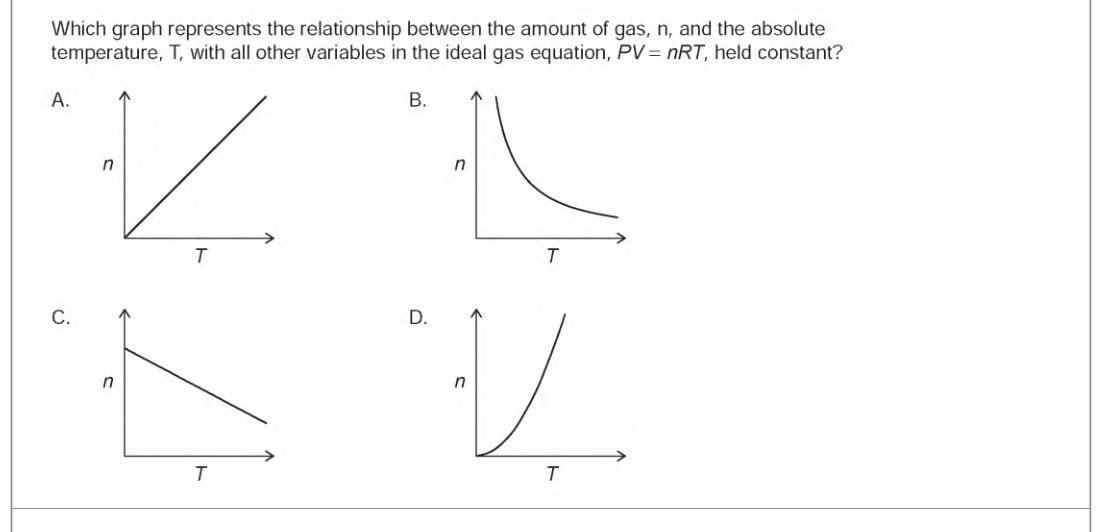 Which graph represents the relationship between the amount of gas, n, and the absolute
temperature, T, with all other variables in the ideal gas equation, PV = nRT, held constant?
A.
B.
n
n
T
T
C.
D.
n
n
T
T